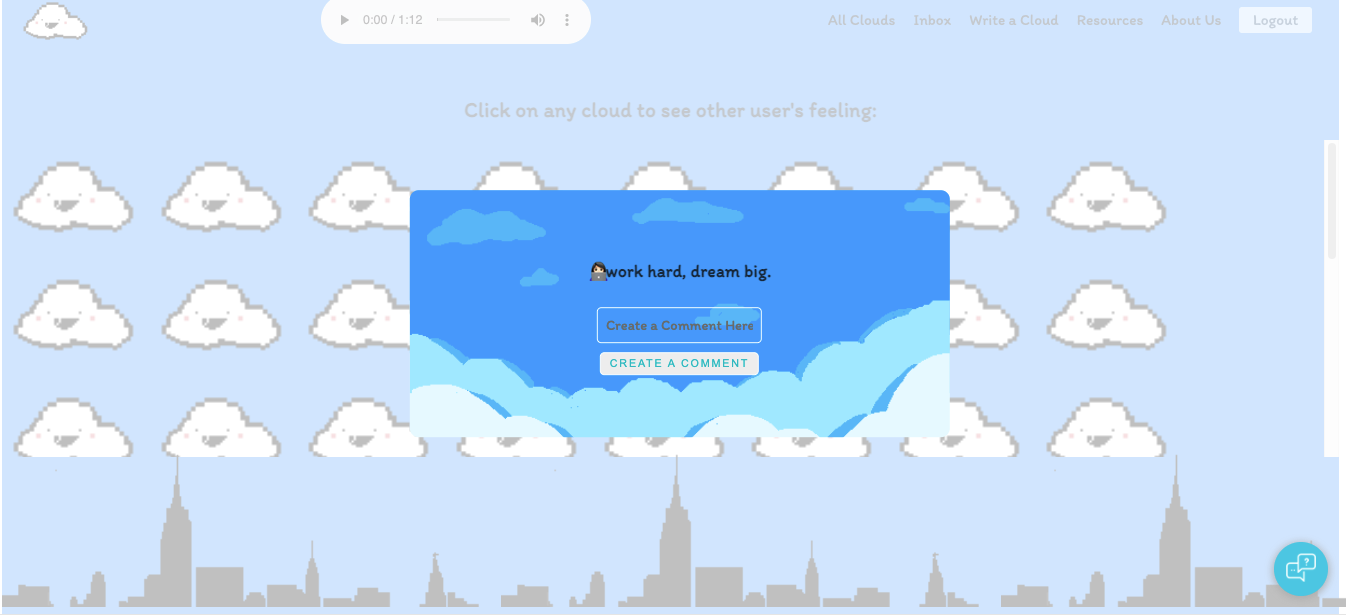 0:00 / 1:12
All Clouds Inbox Write a Cloud Resources About Us Logout
Click on any cloud to see other user's feeling:
👩🏻‍💻work hard, dream big.
Create a Comment Here
CREATE A COMMENT
?